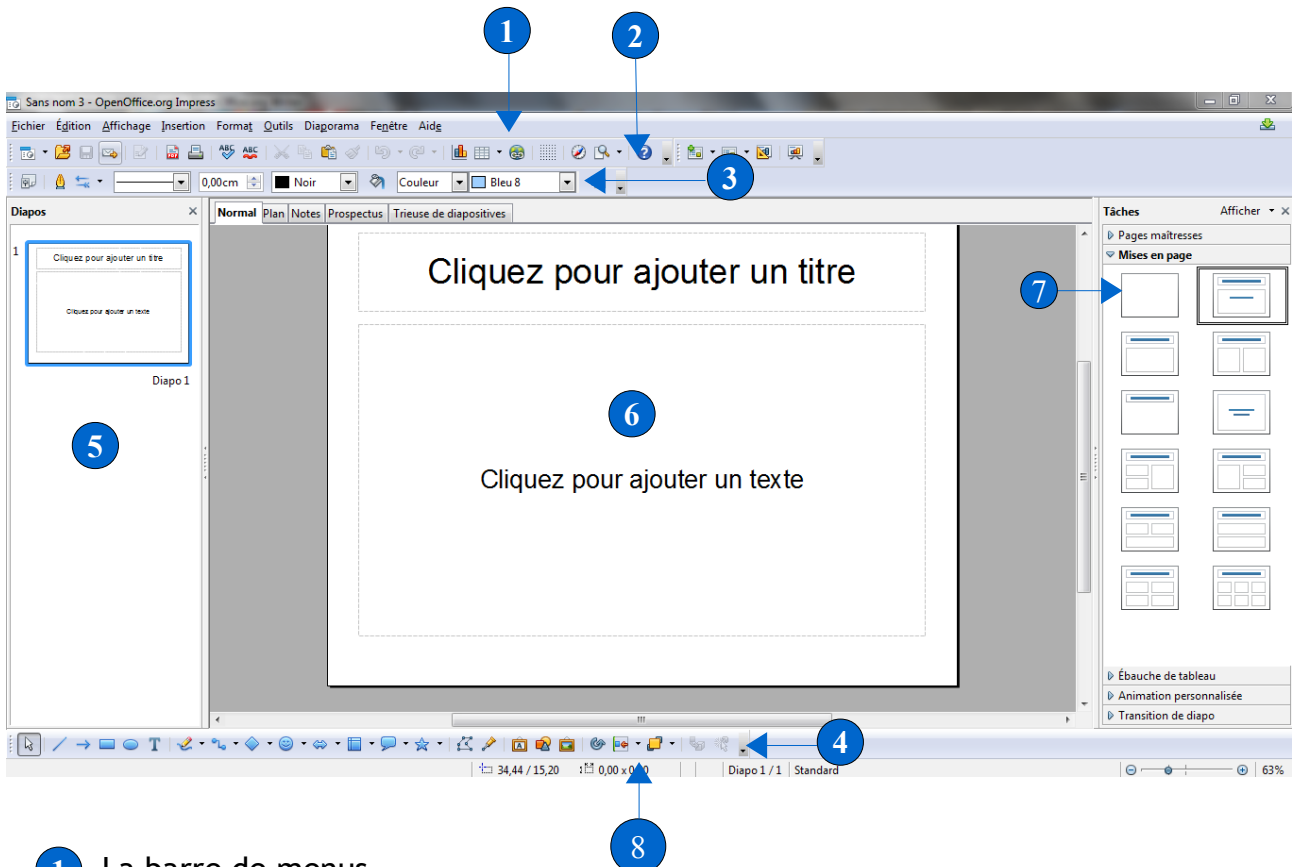 1
2
Sans nom 3 - OpenOffice.org Impress
Fichier Édition Affichage Insertion Format Outils Diaporama Fenêtre Aide
3
0,00cm Noir Couleur Bleu 8
Diapos
Normal Plan Notes Prospectus Trieuse de diapositives
Tâches Afficher
Pages maîtresses
Mises en page
1
Cliquez pour ajouter un titre
Cliquez pour ajouter un texte
Diapo 1
5
Cliquez pour ajouter un titre
6
Cliquez pour ajouter un texte
7
Ébauche de tableau
Animation personnalisée
Transition de diapo
4
34,44 / 15,20 Diapo 1 / 1 Standard 63%
8
1 La barre de menus